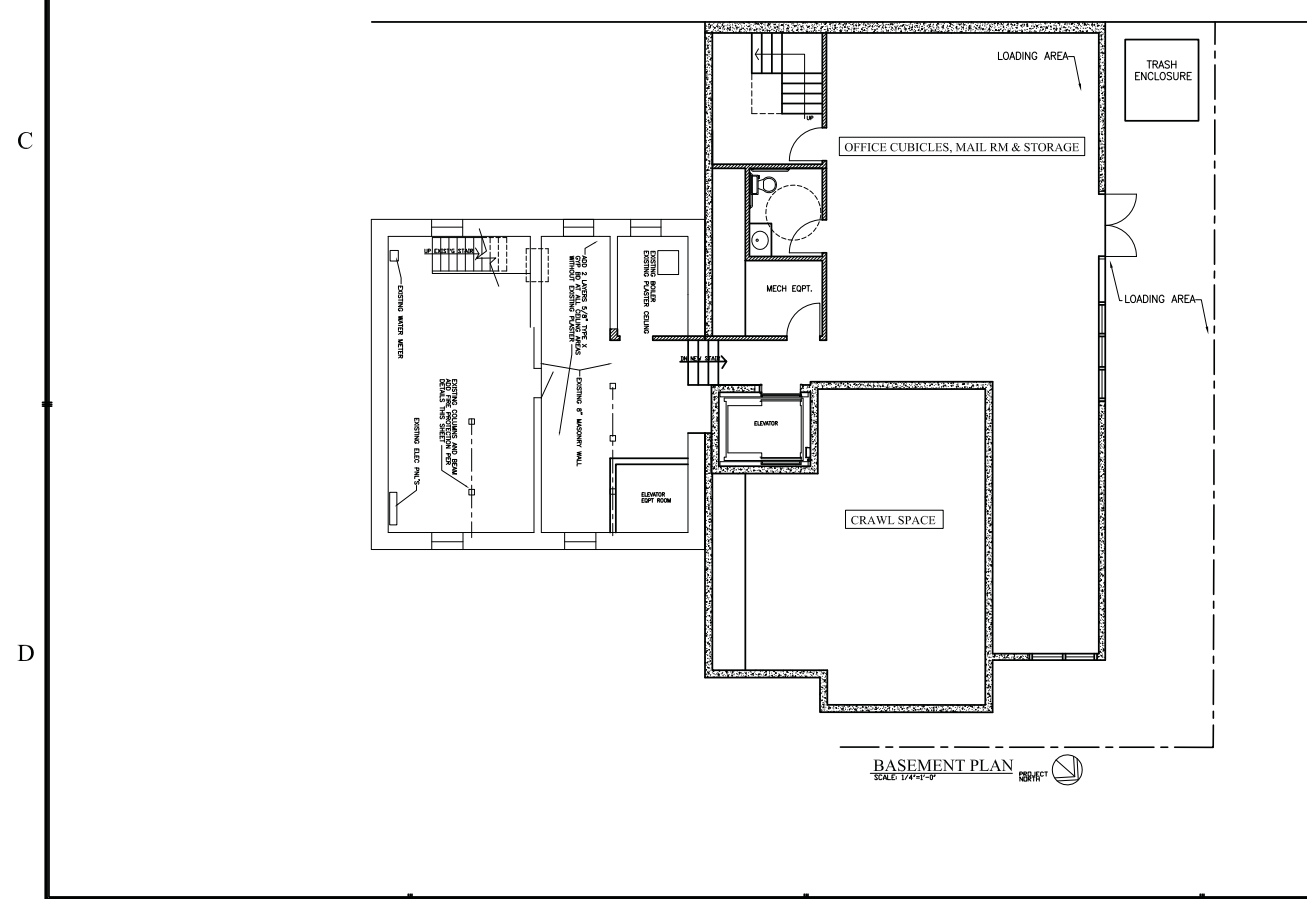 LOADING AREA
TRASH
ENCLOSURE
C
UP
OFFICE CUBICLES, MAIL RM & STORAGE
UP EXIST'G STAIR
ADD 2 LAYERS 5/8" TYPE X
GYP BD AT ALL CEILING AREAS
WITHOUT EXISTING PLASTER
EXISTING BOILER
EXISTING PLASTER CEILING
MECH EQPT.
EXISTING WATER METER
LOADING AREA
DN NEW STAIR
EXISTING 8" MASONRY WALL
EXISTING COLUMNS AND BEAM
ADD FIRE PROTECTION PER
DETAILS THIS SHEET
EXISTING ELEC PNL'S
ELEVATOR
ELEVATOR
EQPT ROOM
CRAWL SPACE
D
BASEMENT PLAN
SCALE: 1/4"=1'-0"
PROJECT
NORTH